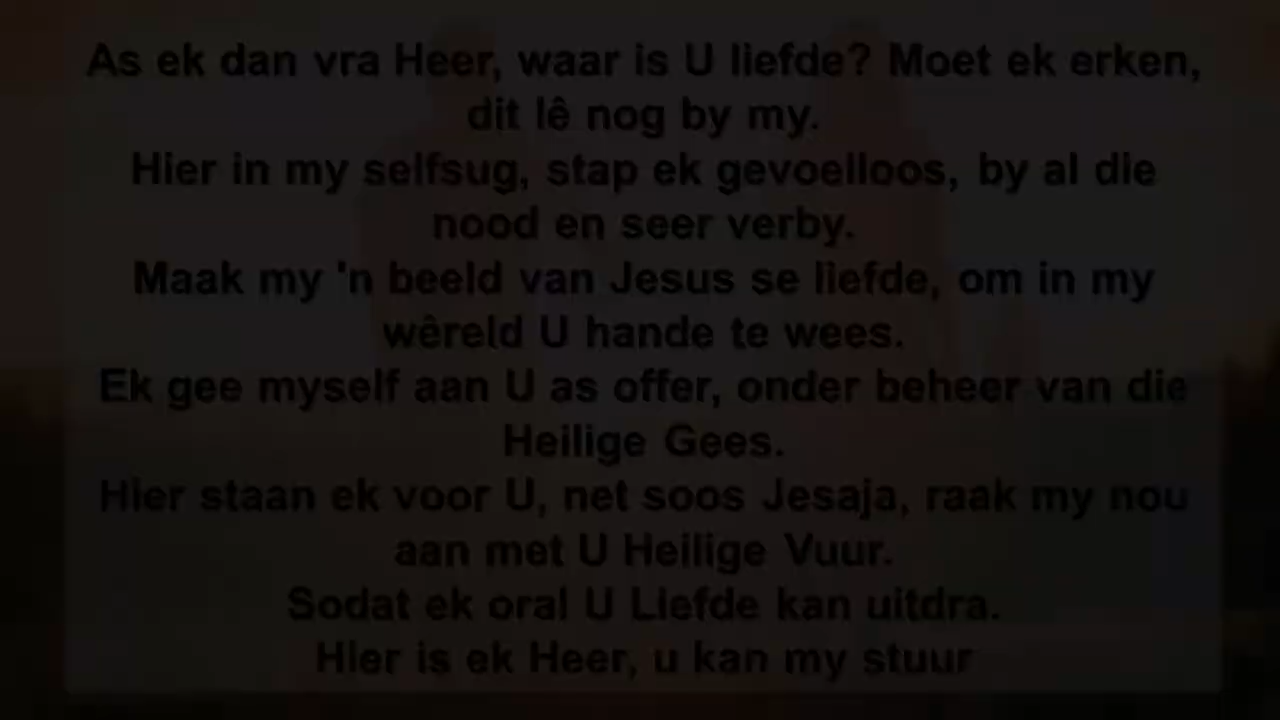 As ek dan vra Heer, waar is U liefde? Moet ek erken,
dit lê nog by my.
Hier in my selfsug, stap ek gevoelloos, by al die
nood en seer verby.
Maak my 'n beeld van Jesus se liefde, om in my
wêreld U hande te wees.
Ek gee myself aan U as offer, onder beheer van die
Heilige Gees.
Hier staan ek voor U, net soos Jesaja, raak my nou
aan met U Heilige Vuur.
Sodat ek oral U Liefde kan uitdra.
Hier is ek Heer, u kan my stuur